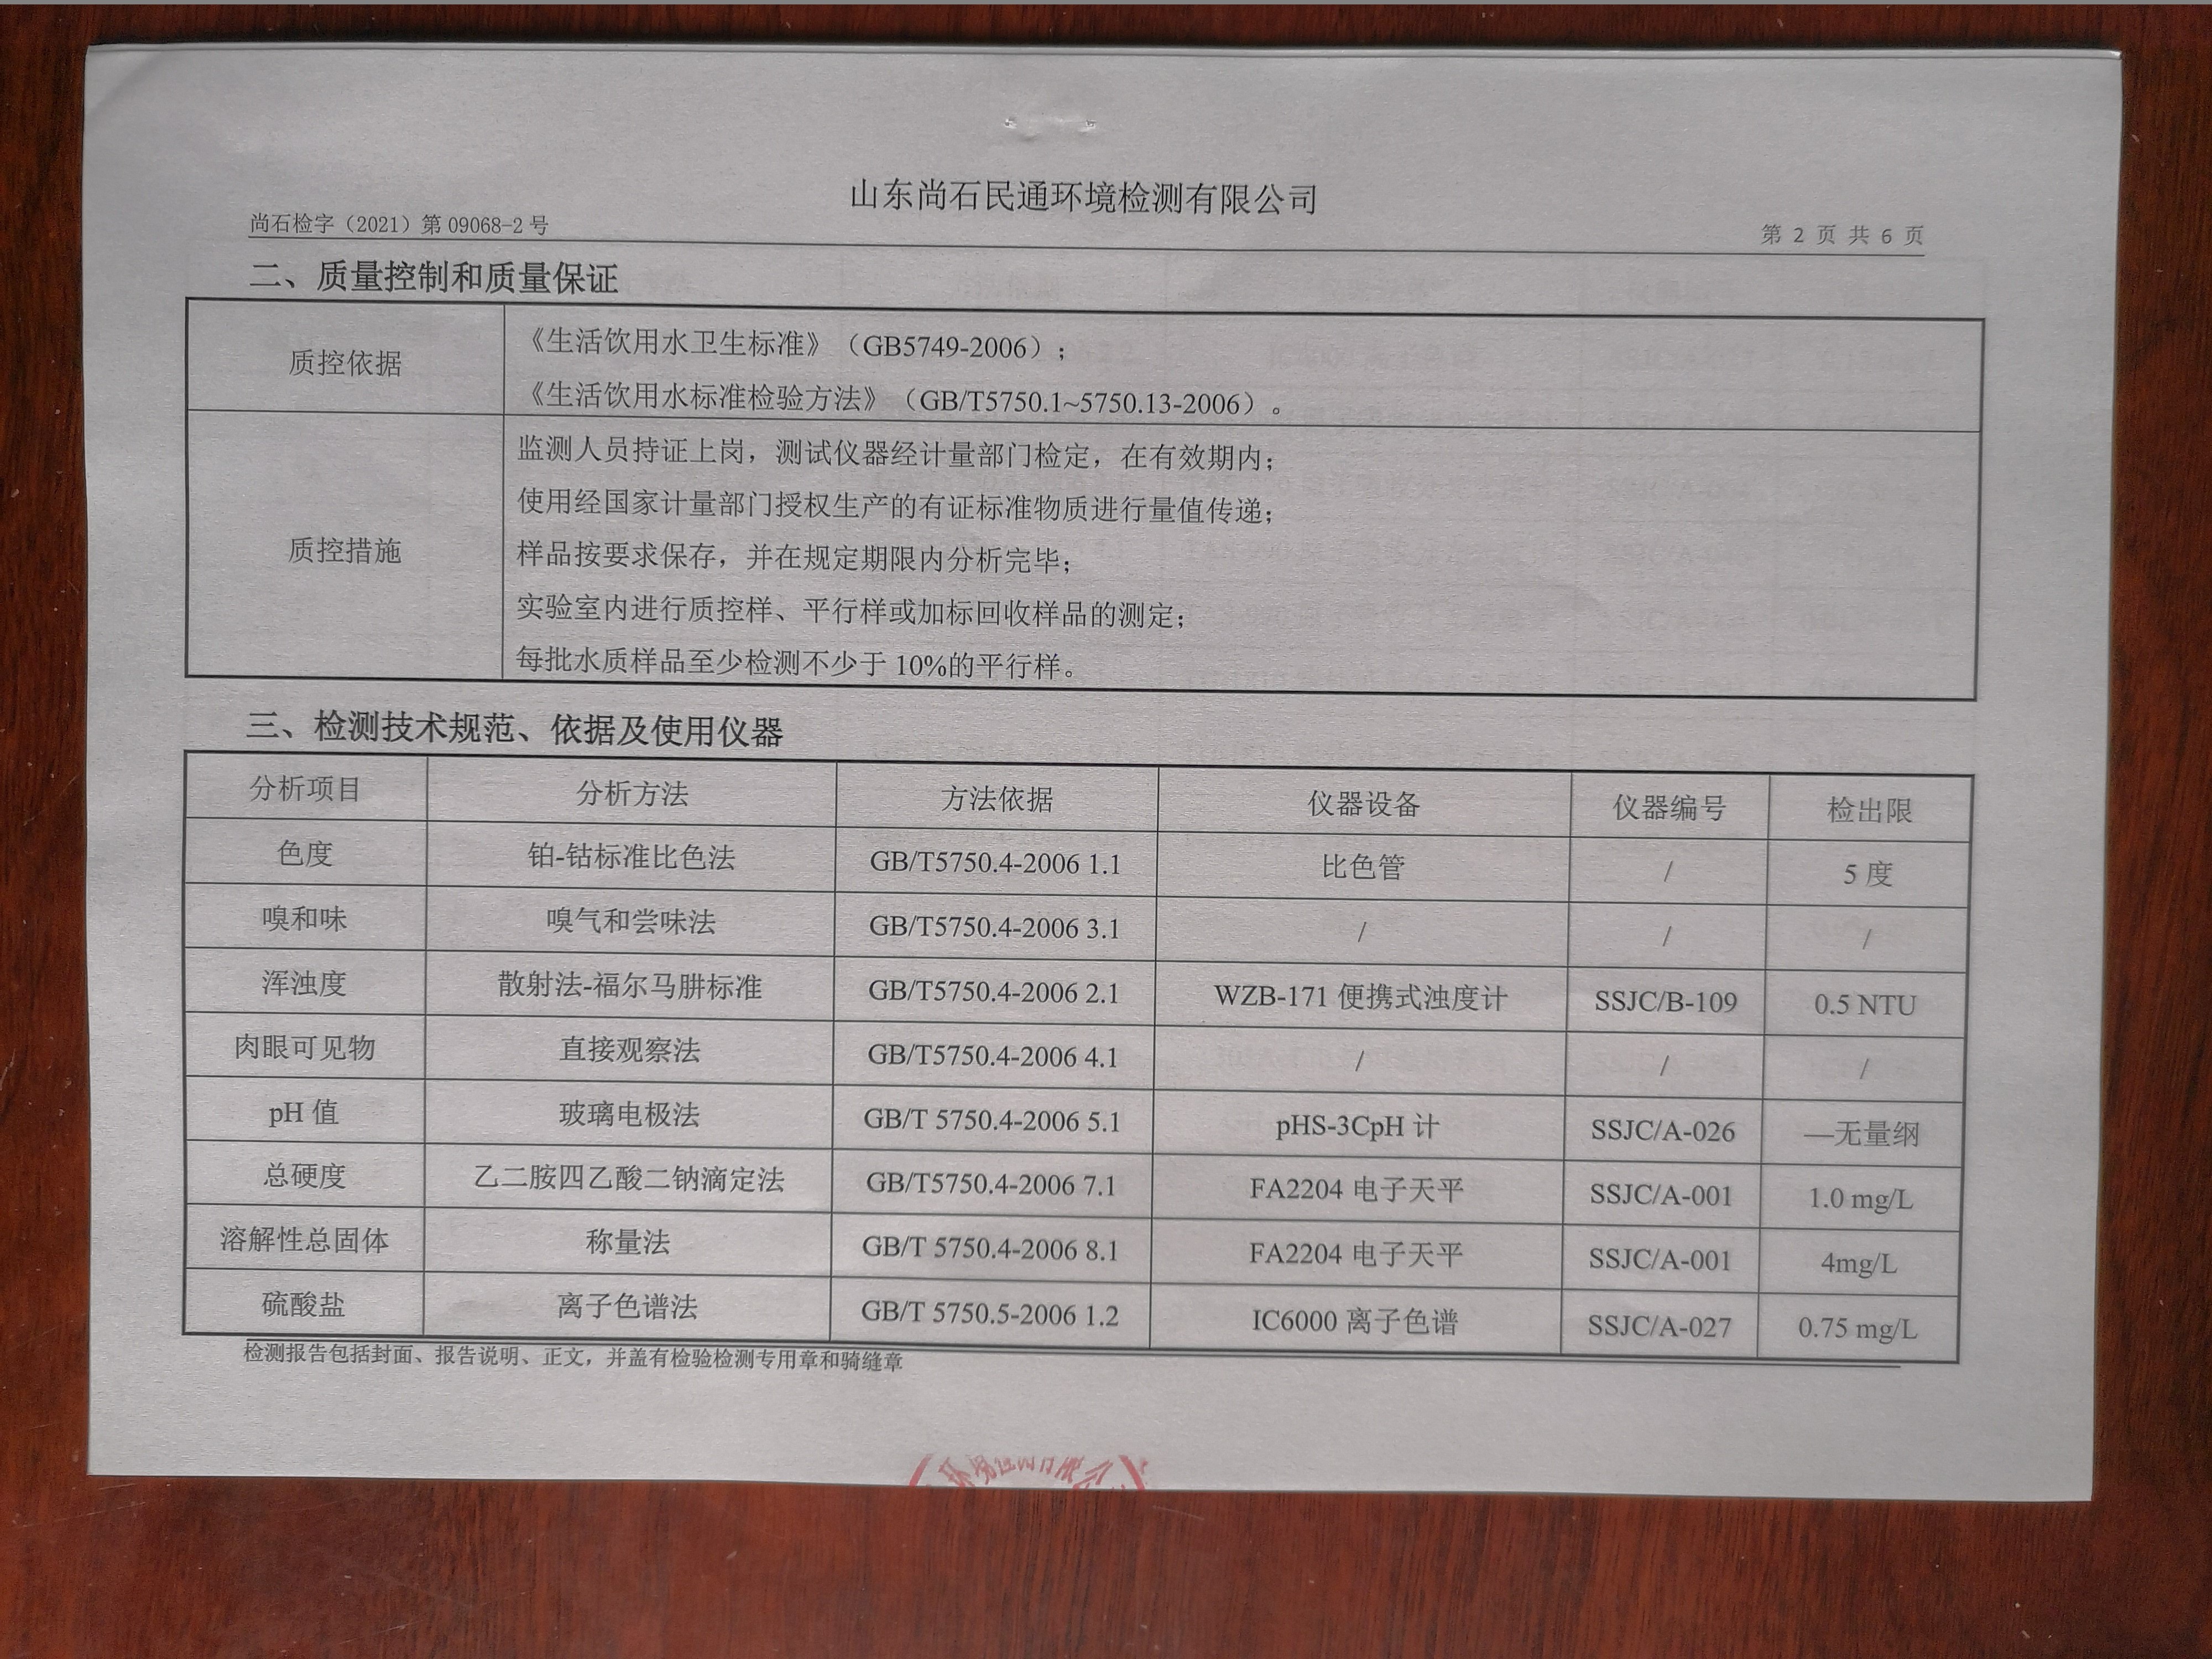 山东尚石民通环境检测有限公司
尚石检字（2021）第 09068-2 号
第 2 页 共 6 页
二、质量控制和质量保证
质控依据
《生活饮用水卫生标准》（GB5749-2006）；
《生活饮用水标准检验方法》（GB/T5750.1~5750.13-2006）。
质控措施
监测人员持证上岗，测试仪器经计量部门检定，在有效期内；
使用经国家计量部门授权生产的有证标准物质进行量值传递；
样品按要求保存，并在规定期限内分析完毕；
实验室内进行质控样、平行样或加标回收样品的测定；
每批水质样品至少检测不少于 10%的平行样。
三、检测技术规范、依据及使用仪器
分析项目 分析方法 方法依据 仪器设备 仪器编号 检出限
色度 铂-钴标准比色法 GB/T5750.4-2006 1.1 比色管 / 5 度
嗅和味 嗅气和尝味法 GB/T5750.4-2006 3.1 / / /
浑浊度 散射法-福尔马肼标准 GB/T5750.4-2006 2.1 WZB-171 便携式浊度计 SSJC/B-109 0.5 NTU
肉眼可见物 直接观察法 GB/T5750.4-2006 4.1 / / /
pH 值 玻璃电极法 GB/T 5750.4-2006 5.1 pHS-3CpH 计 SSJC/A-026 —无量纲
总硬度 乙二胺四乙酸二钠滴定法 GB/T5750.4-2006 7.1 FA2204 电子天平 SSJC/A-001 1.0 mg/L
溶解性总固体 称量法 GB/T 5750.4-2006 8.1 FA2204 电子天平 SSJC/A-001 4mg/L
硫酸盐 离子色谱法 GB/T 5750.5-2006 1.2 IC6000 离子色谱 SSJC/A-027 0.75 mg/L
检测报告包括封面、报告说明、正文，并盖有检验检测专用章和骑缝章